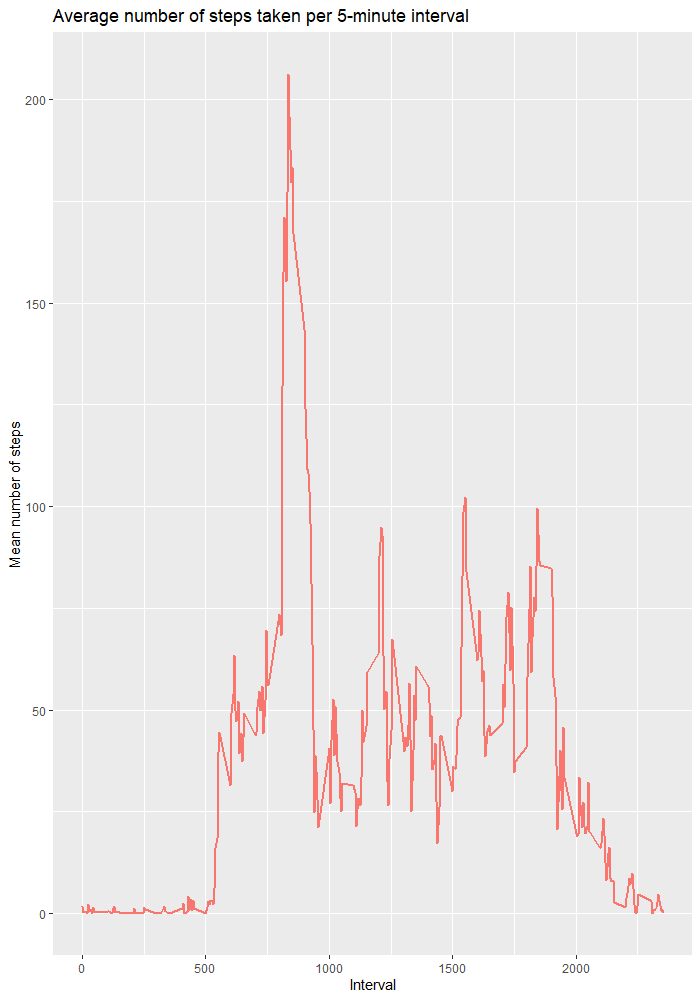 Average number of steps taken per 5-minute interval
200
150
100
50
0
Mean number of steps
0 500 1000 1500 2000
Interval